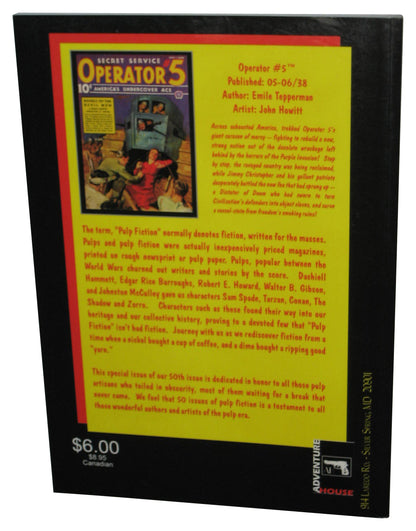 SECRET SERVICE
OPERATOR 5
10¢ AMERICA'S UNDERCOVER ACE
Operator #5™
Published: 05-06/38
Author: Emile Tepperman
Artist: John Howitt
Across exhausted America, trekked Operator 5's
giant caravan of mercy — fighting to rebuild a new,
strong nation out of the desolate wreckage left
behind by the horrors of the Purple Invasion! Step
by step, the ravaged country was being reclaimed,
while Jimmy Christopher and his gallant patriots
desperately battled the new foe that had sprung up —
a Dictator of Doom who had sworn to turn
Civilization's defenders into abject slaves, and carve
a vassal-state from freedom's smoking ruins!
The term, "Pulp Fiction" normally denotes fiction, written for the masses.
Pulps and pulp fiction were actually inexpensively priced magazines,
printed on rough newsprint or pulp paper. Pulps, popular between the
World Wars churned out writers and stories by the score. Dashiell
Hammett, Edgar Rice Burroughs, Robert E. Howard, Walter B. Gibson,
and Johnston McCulley gave us characters Sam Spade, Tarzan, Conan, The
Shadow and Zorro. Characters such as these found their way into our
heritage and our collective history, proving to a devoted few that "Pulp
Fiction" isn't bad fiction. Journey with us as we rediscover fiction from a
time when a nickel bought a cup of coffee, and a dime bought a ripping good
"yarn."
This special issue of our 50th issue is dedicated in honor to all those pulp
artisans who toiled in obscurity, most of them waiting for a break that
never came. We feel that 50 issues of pulp fiction is a testament to all
those wonderful authors and artists of the pulp era.
$6.00
$8.95
Canadian
ADVENTURE
HOUSE
914 LAREDO RD. - SILVER SPRING, MD 20901